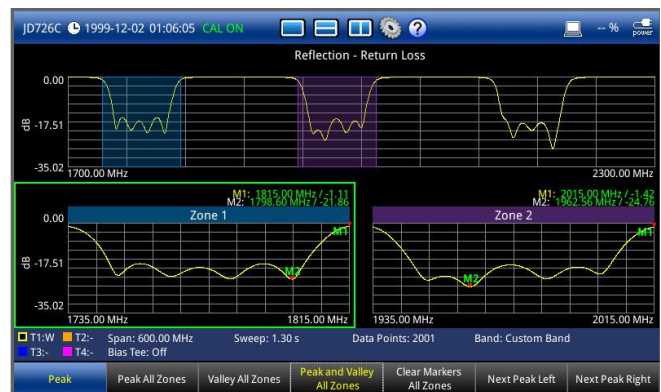 JD726C 1999-12-02 01:06:05 CAL ON -- % power
Reflection - Return Loss
0.00
dB -17.51
-35.02
1700.00 MHz 2300.00 MHz
M1: 1815.00 MHz / -1.11
M2: 1798.60 MHz / -21.86
M1: 2015.00 MHz / -1.42
M2: 1962.56 MHz / -24.76
Zone 1 Zone 2
0.00
M1 M1
dB -17.51
M2 M2
-35.02
1735.00 MHz 1815.00 MHz 1935.00 MHz 2015.00 MHz
T1:W T2:- Span: 600.00 MHz Sweep: 1.30 s Data Points: 2001 Band: Custom Band
T3:- T4:- Bias Tee: Off
Peak
Peak All Zones
Valley All Zones
Peak and Valley
All Zones
Clear Markers
All Zones
Next Peak Left
Next Peak Right